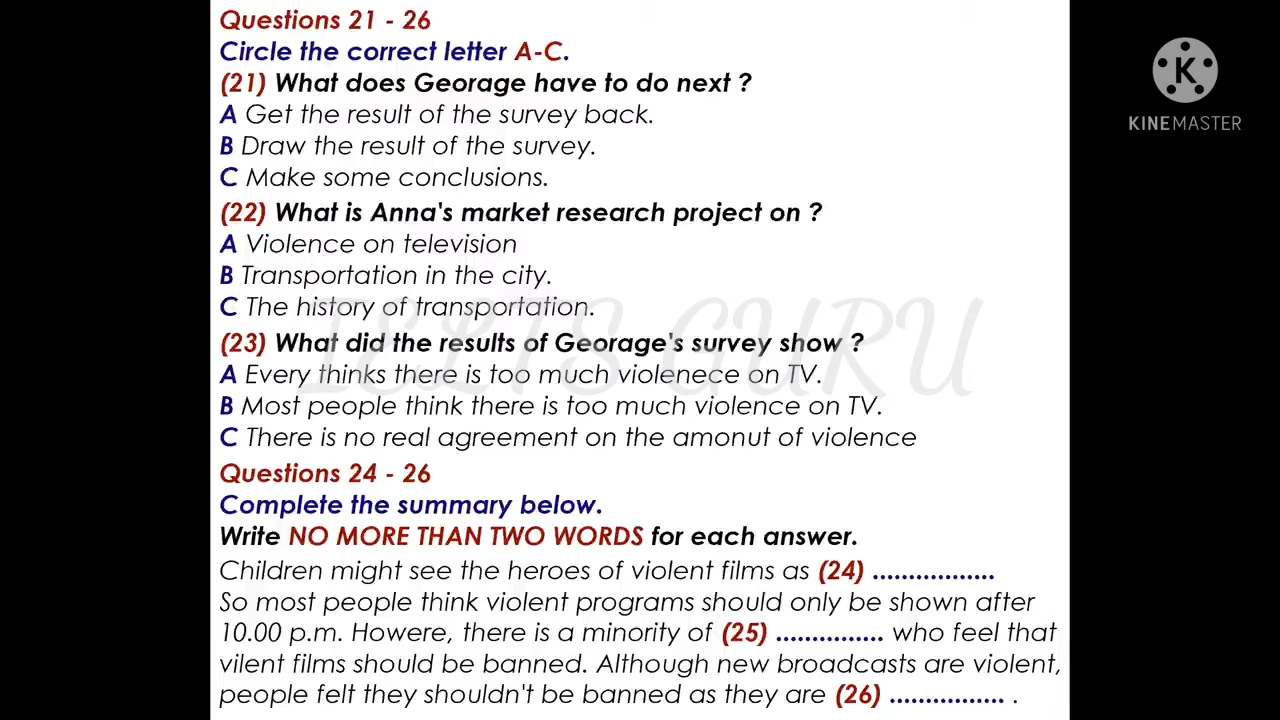 Questions 21 - 26
Circle the correct letter A-C.
(21) What does Georage have to do next ?
A Get the result of the survey back.
B Draw the result of the survey.
C Make some conclusions.
(22) What is Anna's market research project on ?
A Violence on television
B Transportation in the city.
C The history of transportation.
(23) What did the results of Georage's survey show ?
A Every thinks there is too much violenece on TV.
B Most people think there is too much violence on TV.
C There is no real agreement on the amonut of violence
Questions 24 - 26
Complete the summary below.
Write NO MORE THAN TWO WORDS for each answer.
Children might see the heroes of violent films as (24) .................
So most people think violent programs should only be shown after
10.00 p.m. Howere, there is a minority of (25) ............... who feel that
vilent films should be banned. Although new broadcasts are violent,
people felt they shouldn't be banned as they are (26) ................ .
IELTS GURU
K
KINEMASTER